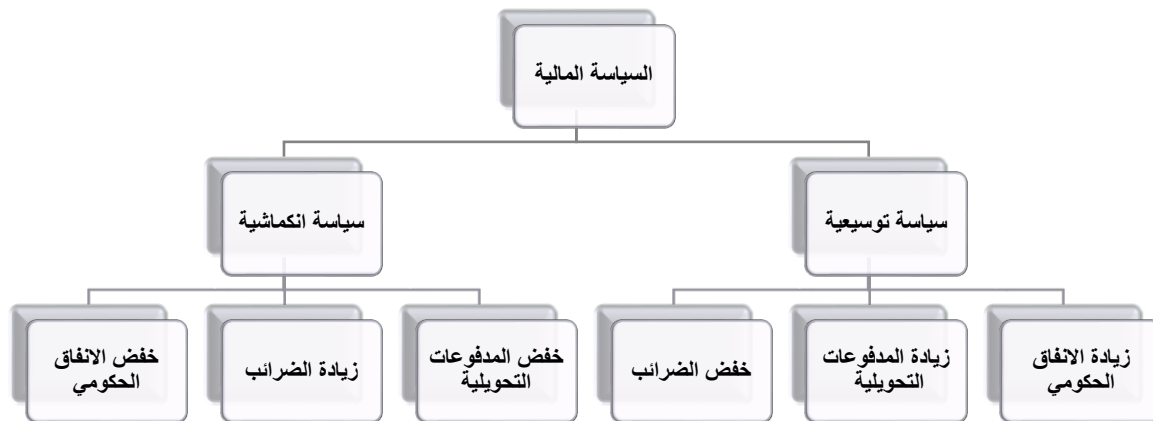 السياسة المالية
سياسة توسيعية
سياسة انكماشية
زيادة الانفاق
الحكومي
زيادة المدفوعات
التحويلية
خفض الضرائب
خفض المدفوعات
التحويلية
زيادة الضرائب
خفض الانفاق
الحكومي